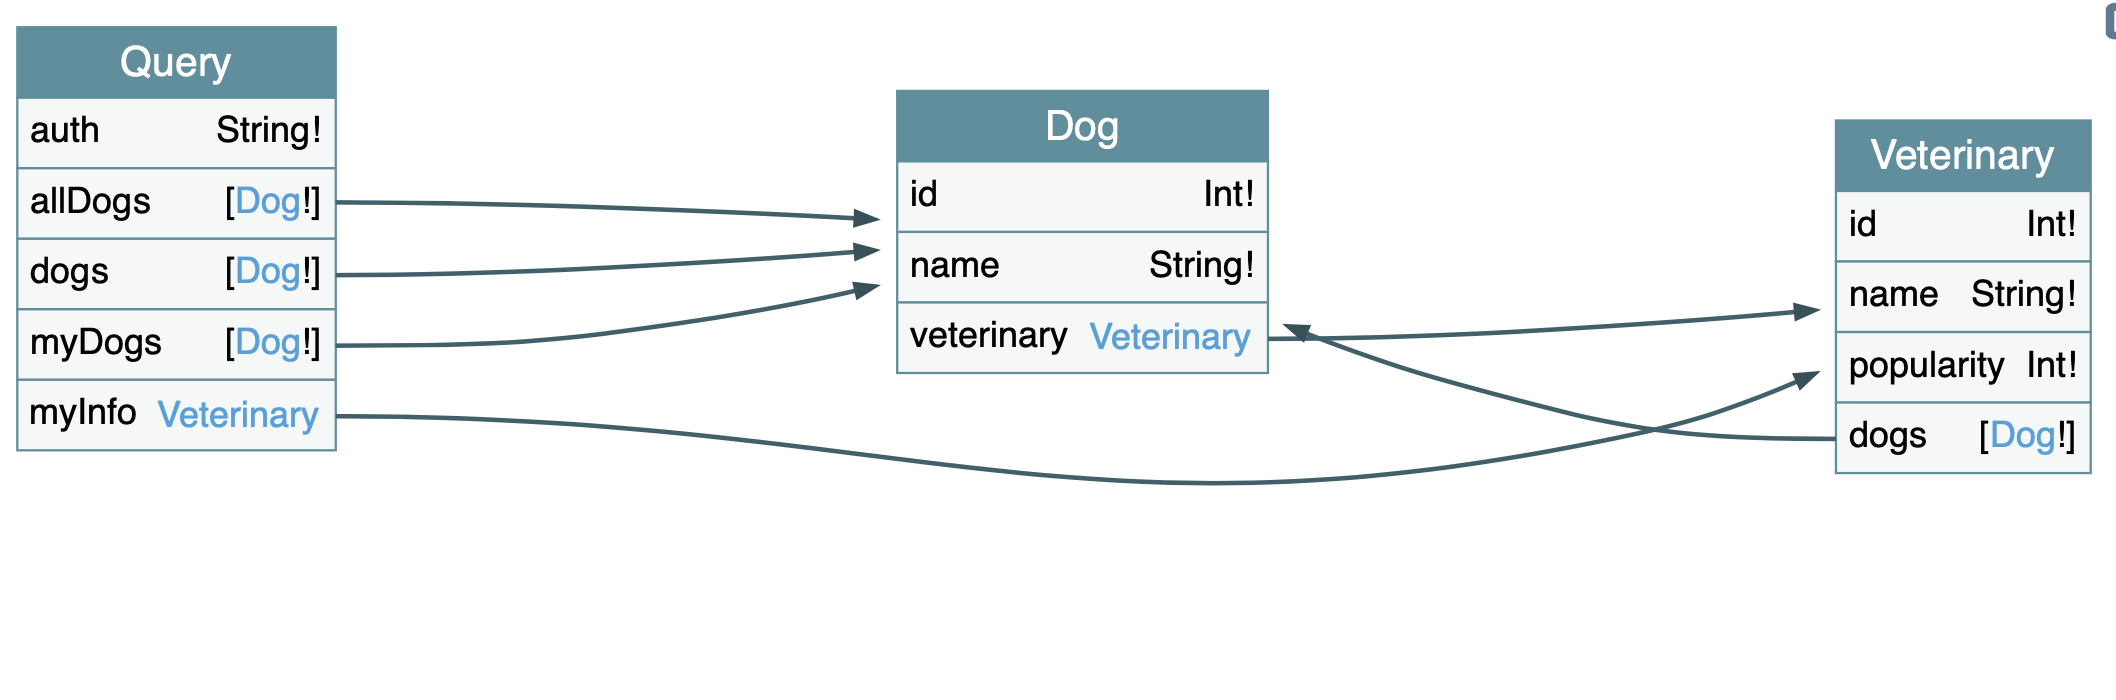 Query
auth String!
allDogs [Dog!]
dogs [Dog!]
myDogs [Dog!]
myInfo Veterinary
Dog
id Int!
name String!
veterinary Veterinary
Veterinary
id Int!
name String!
popularity Int!
dogs [Dog!]